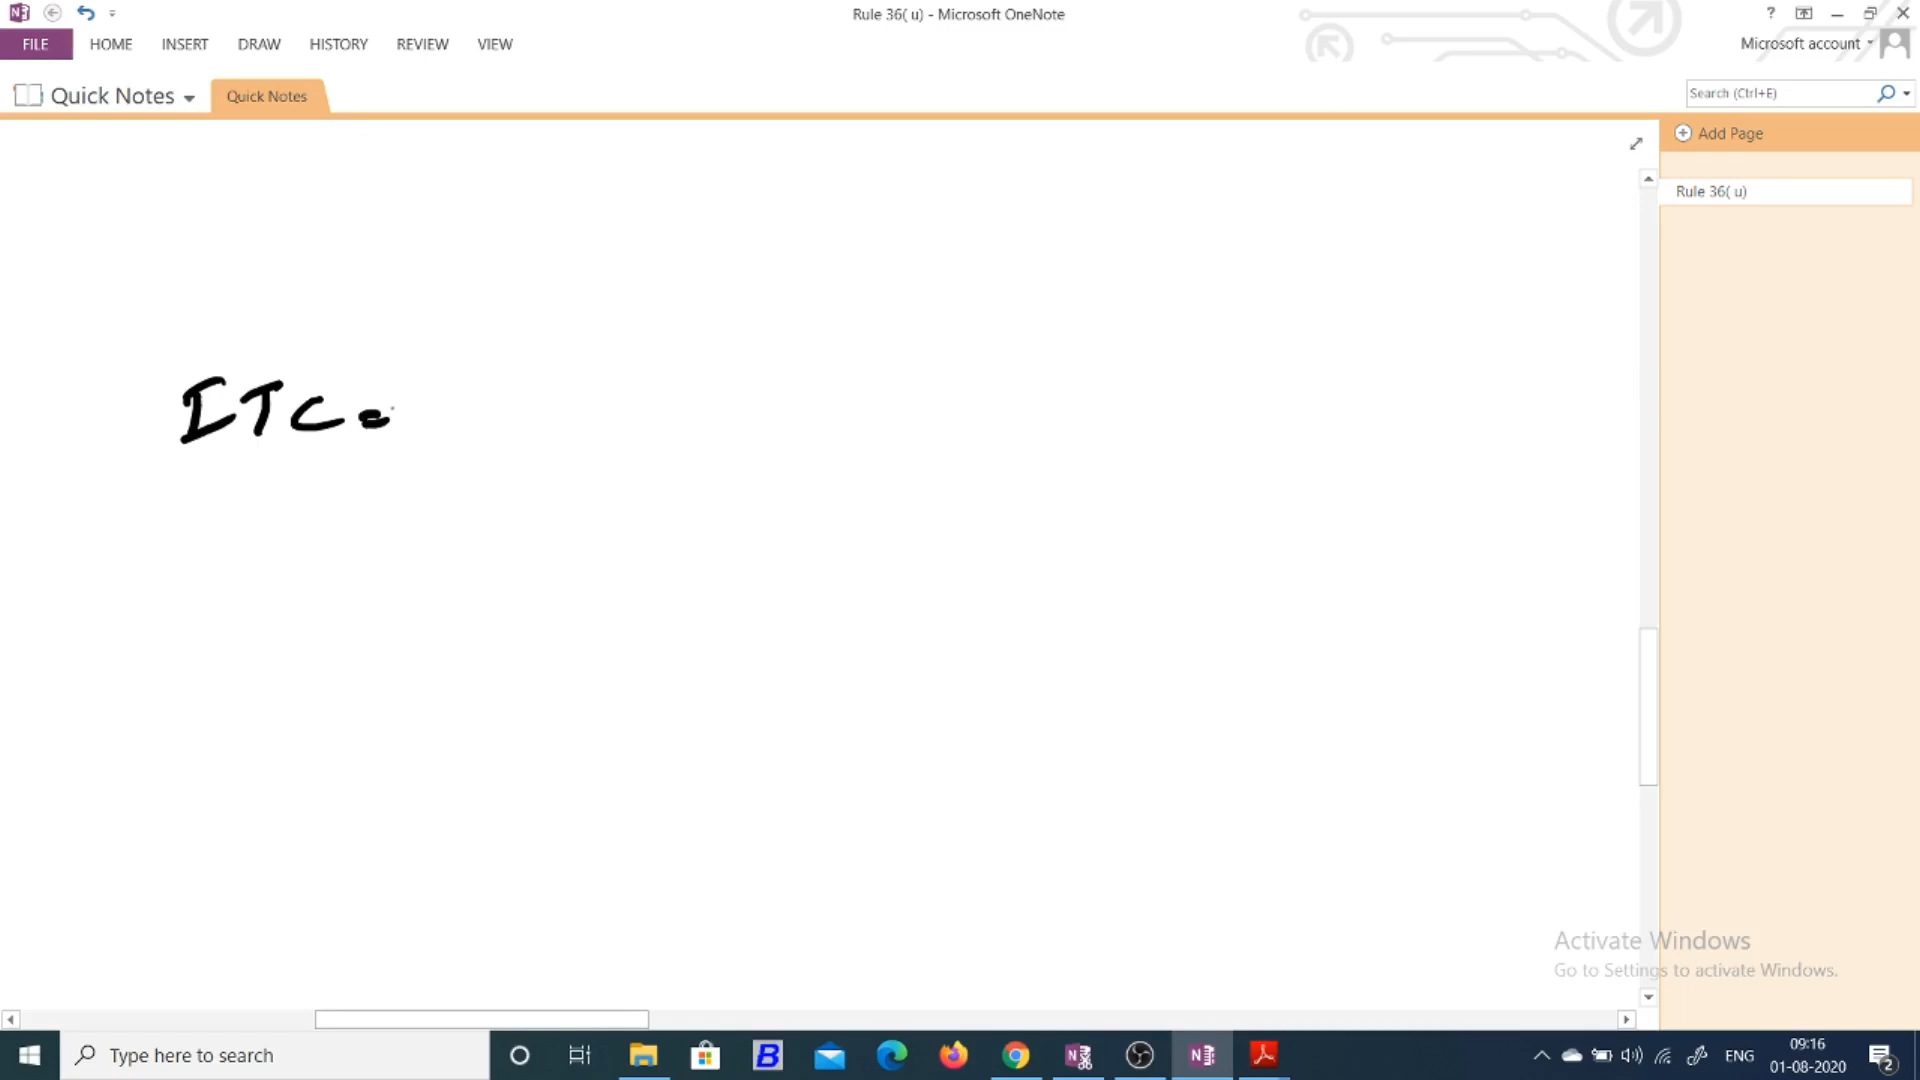 Rule 36( u) - Microsoft OneNote
?
FILE HOME INSERT DRAW HISTORY REVIEW VIEW
Microsoft account
Quick Notes
Quick Notes
Search (Ctrl+E)
Add Page
Rule 36( u)
ITC=
Activate Windows
Go to Settings to activate Windows.
Type here to search
ENG
09:16
01-08-2020
2